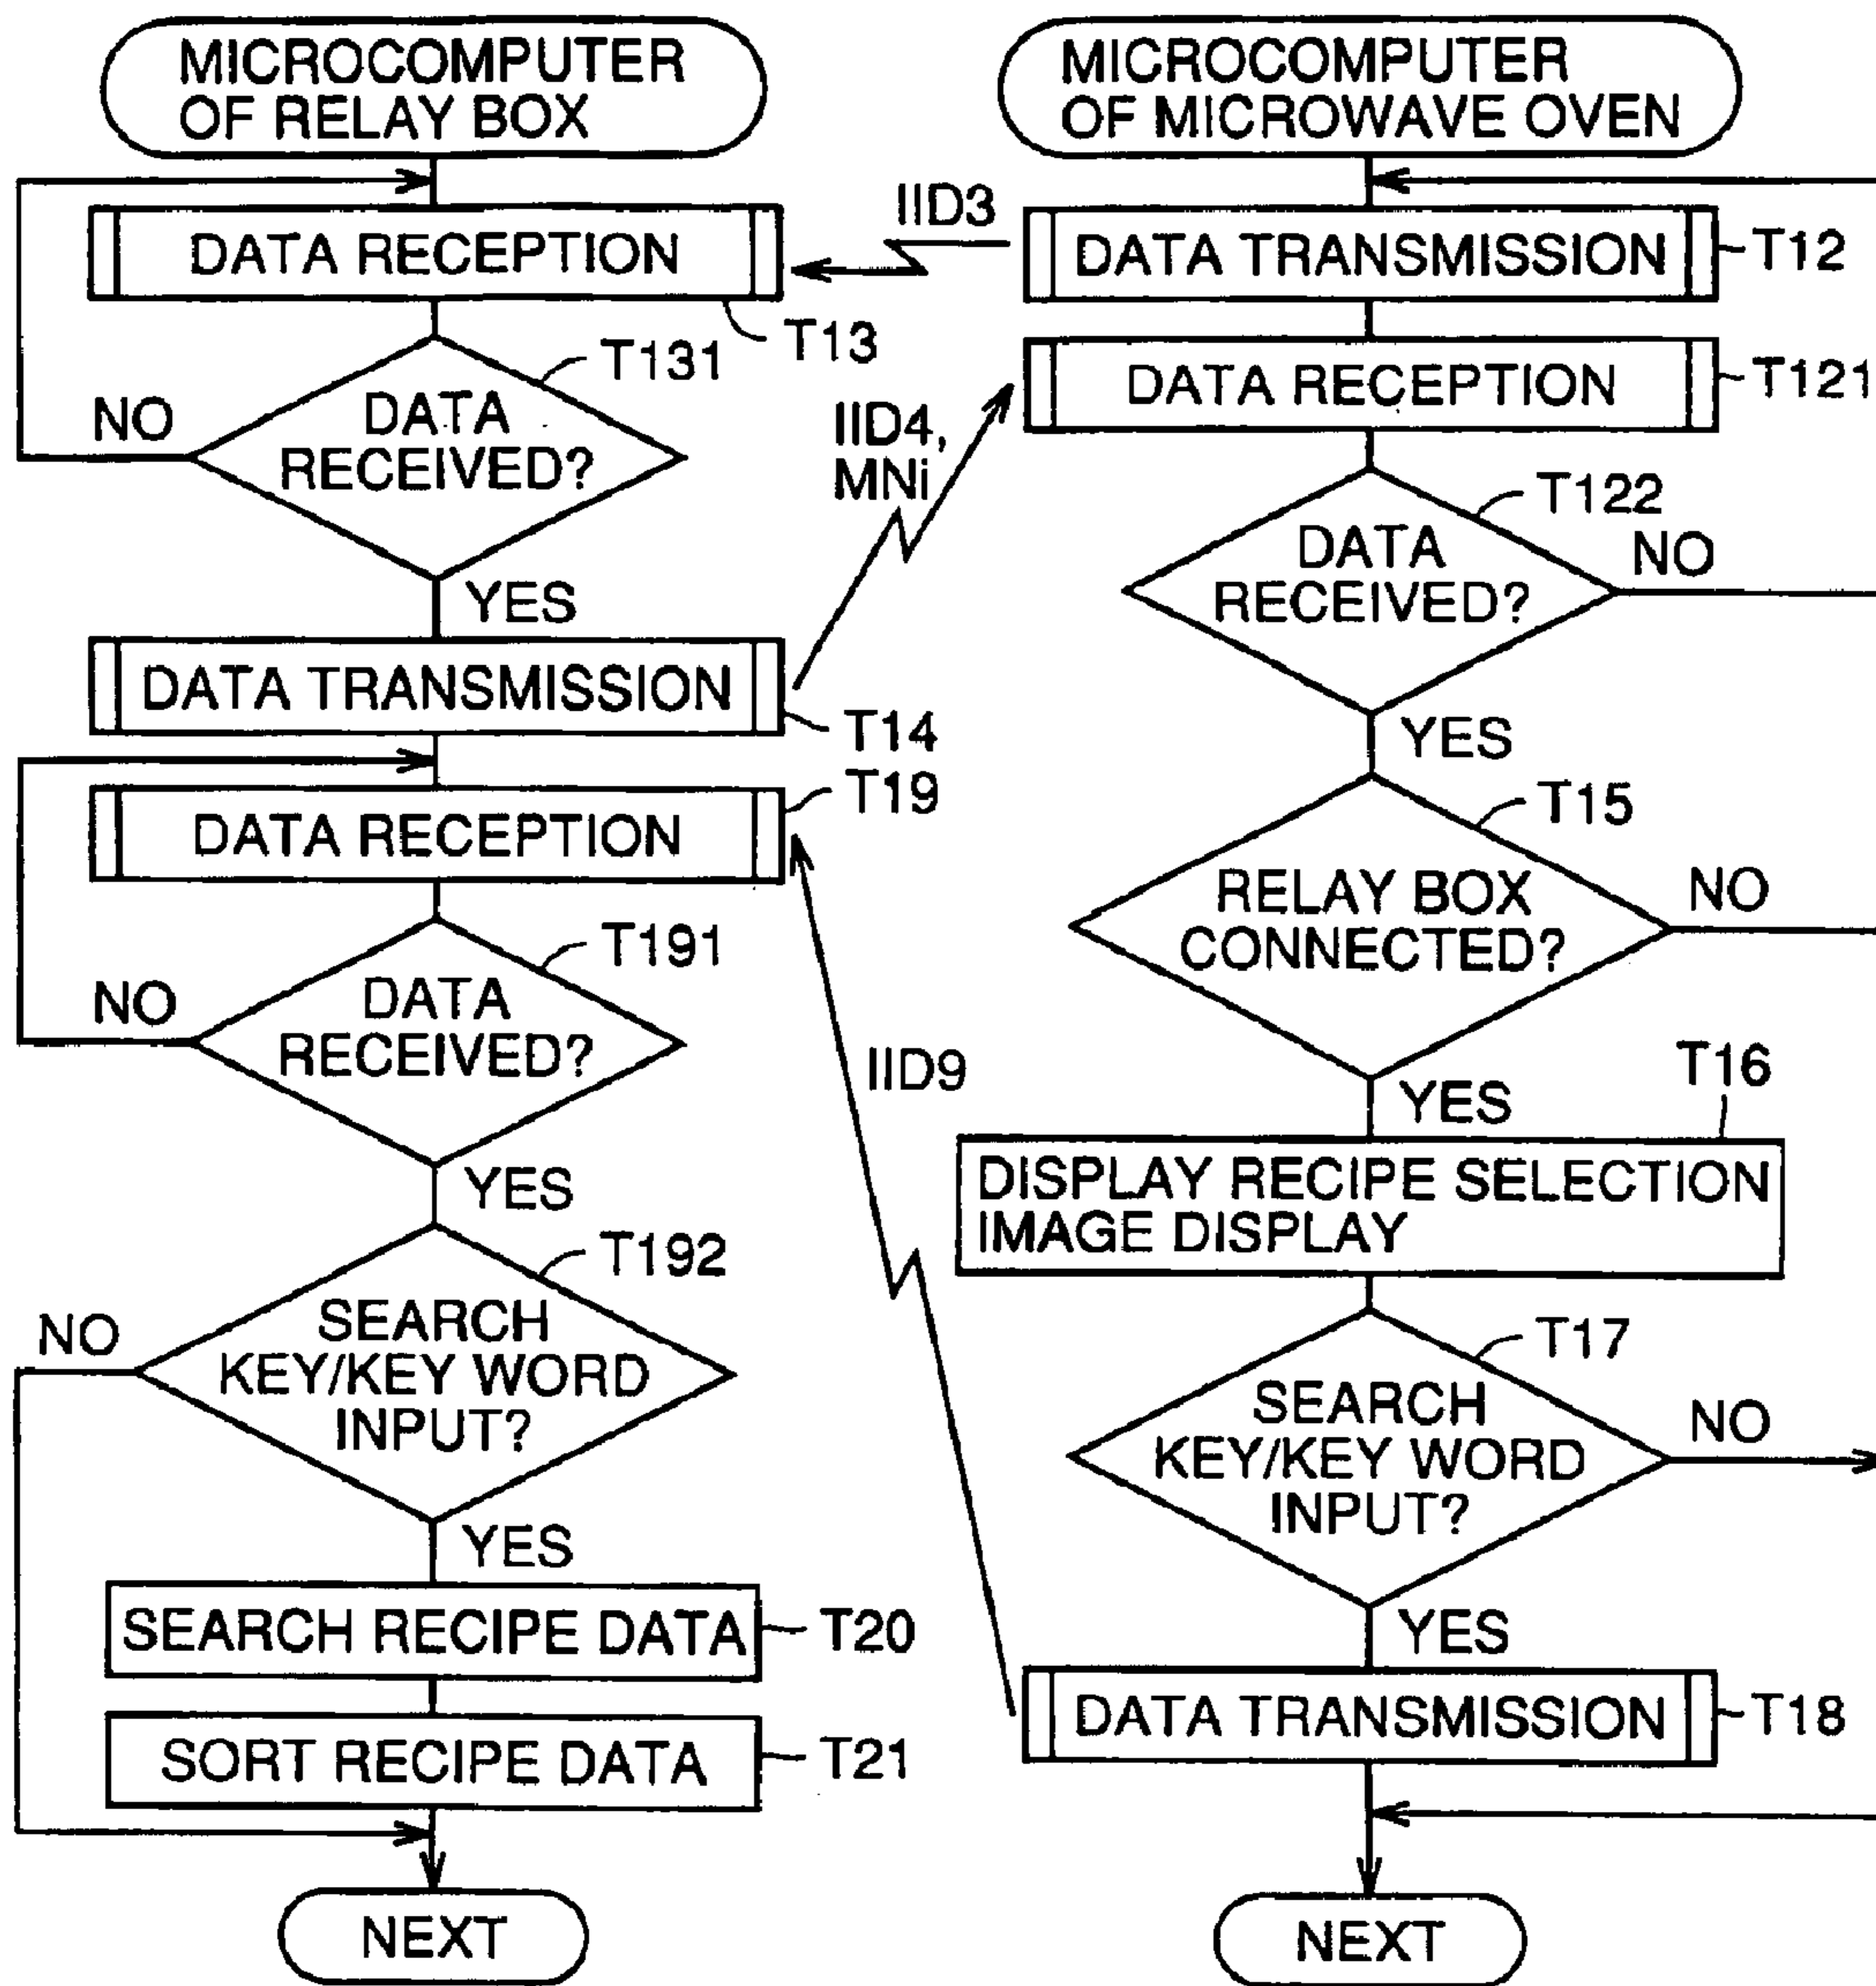 MICROCOMPUTER
OF RELAY BOX
DATA RECEPTION
T13
T131
DATA
RECEIVED?
NO
YES
DATA TRANSMISSION
T14
DATA RECEPTION
T19
T191
DATA
RECEIVED?
NO
YES
T192
SEARCH
KEY/KEY WORD
INPUT?
NO
YES
SEARCH RECIPE DATA
T20
SORT RECIPE DATA
T21
NEXT
IID3
IID4,
MNi
IID9
MICROCOMPUTER
OF MICROWAVE OVEN
DATA TRANSMISSION
T12
DATA RECEPTION
T121
T122
DATA
RECEIVED?
NO
YES
T15
RELAY BOX
CONNECTED?
NO
YES
T16
DISPLAY RECIPE SELECTION
IMAGE DISPLAY
T17
SEARCH
KEY/KEY WORD
INPUT?
NO
YES
DATA TRANSMISSION
T18
NEXT